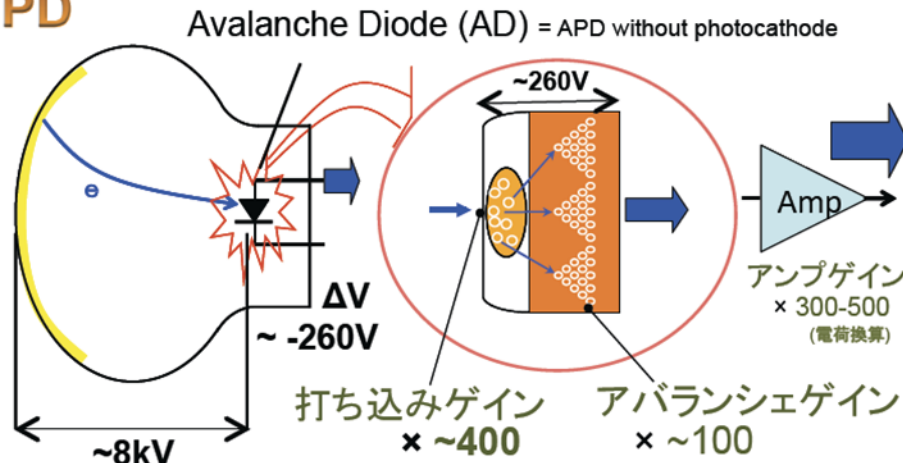 PD
Avalanche Diode (AD) = APD without photocathode
~260V
e
Amp
ΔV
~ -260V
アンプゲイン
× 300-500
(電荷換算)
打ち込みゲイン
× ~400
アバランシェゲイン
× ~100
~8kV